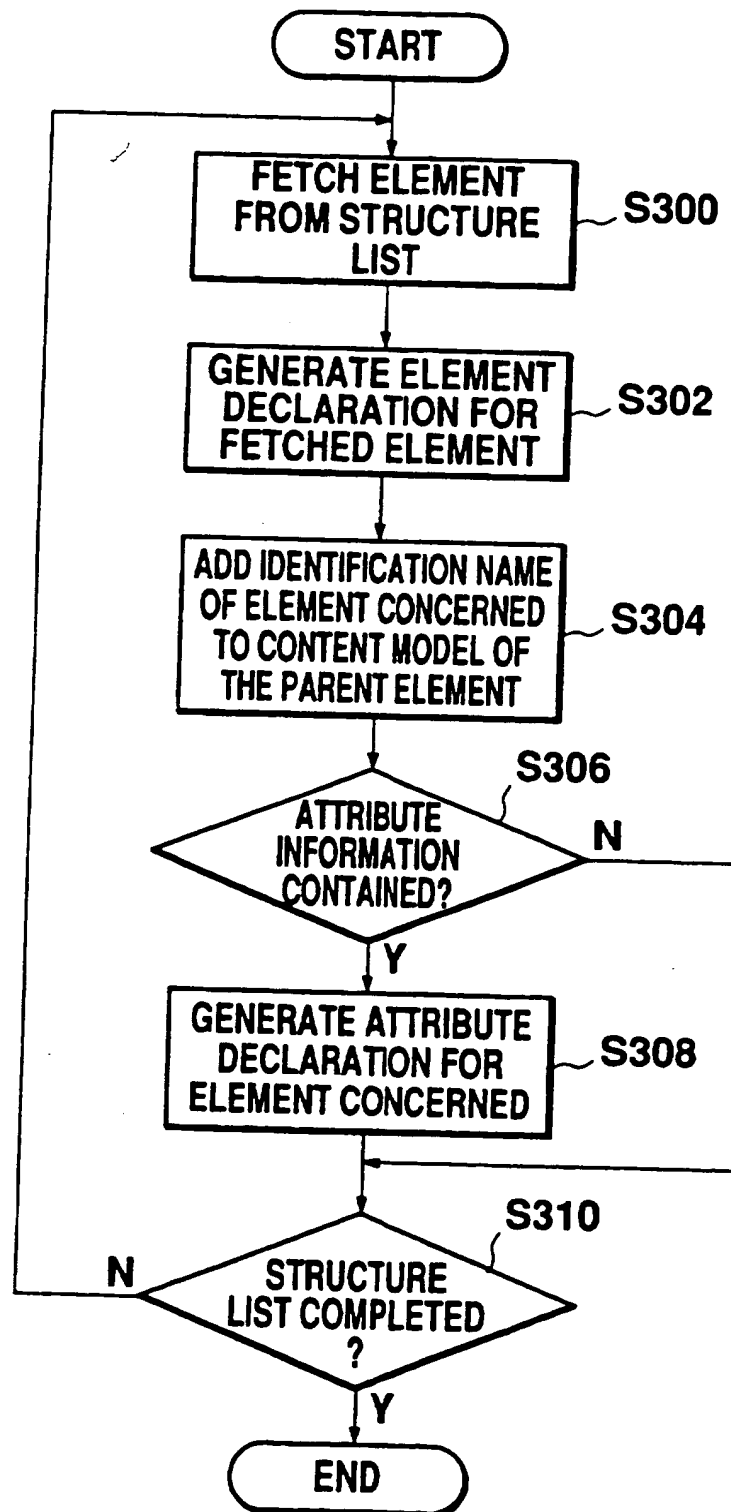 START
FETCH ELEMENT
FROM STRUCTURE
LIST
S300
GENERATE ELEMENT
DECLARATION FOR
FETCHED ELEMENT
S302
ADD IDENTIFICATION NAME
OF ELEMENT CONCERNED
TO CONTENT MODEL OF
THE PARENT ELEMENT
S304
S306
ATTRIBUTE
INFORMATION
CONTAINED?
N
Y
GENERATE ATTRIBUTE
DECLARATION FOR
ELEMENT CONCERNED
S308
S310
N
STRUCTURE
LIST COMPLETED
?
Y
END